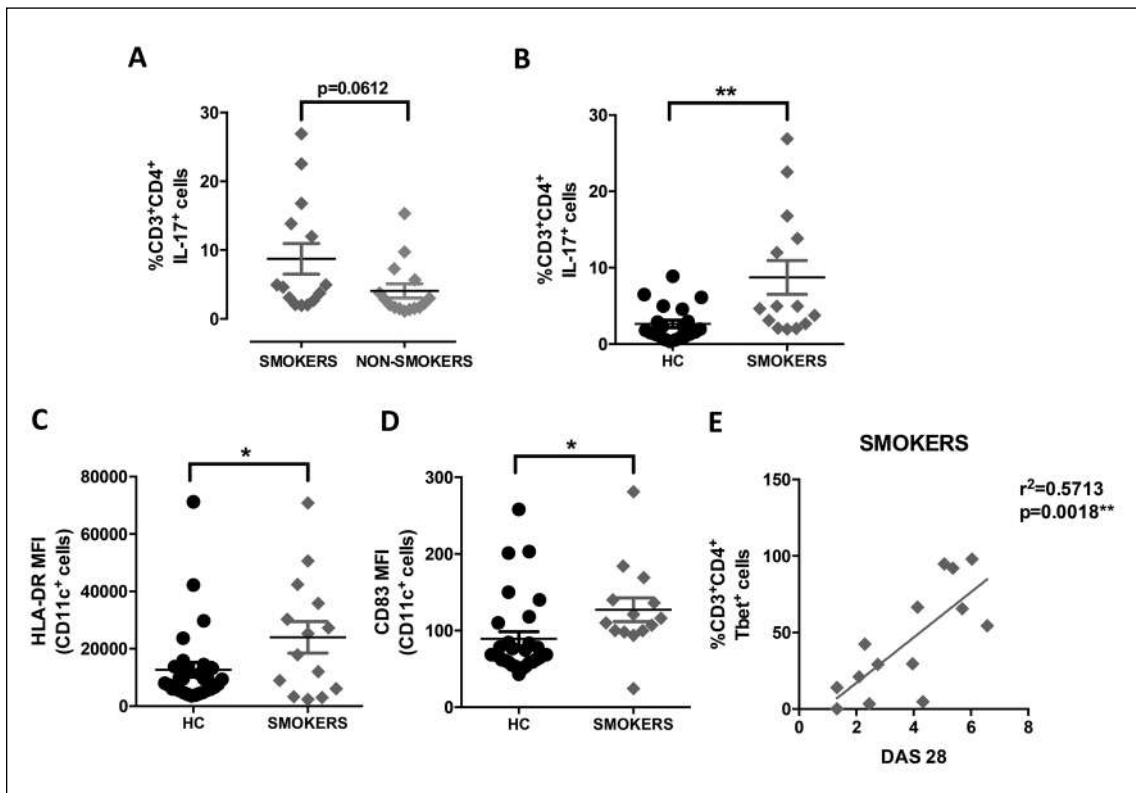 A
p=0.0612
%CD3⁺CD4⁺
IL-17⁺ cells
30
20
10
0
SMOKERS
NON-SMOKERS
B
**
%CD3⁺CD4⁺
IL-17⁺ cells
30
20
10
0
HC
SMOKERS
C
*
HLA-DR MFI
(CD11c⁺ cells)
80000
60000
40000
20000
0
HC
SMOKERS
D
*
CD83 MFI
(CD11c⁺ cells)
300
200
100
0
HC
SMOKERS
E
SMOKERS
r²=0.5713
p=0.0018**
%CD3⁺CD4⁺
Tbet⁺ cells
150
100
50
0
0 2 4 6 8
DAS 28